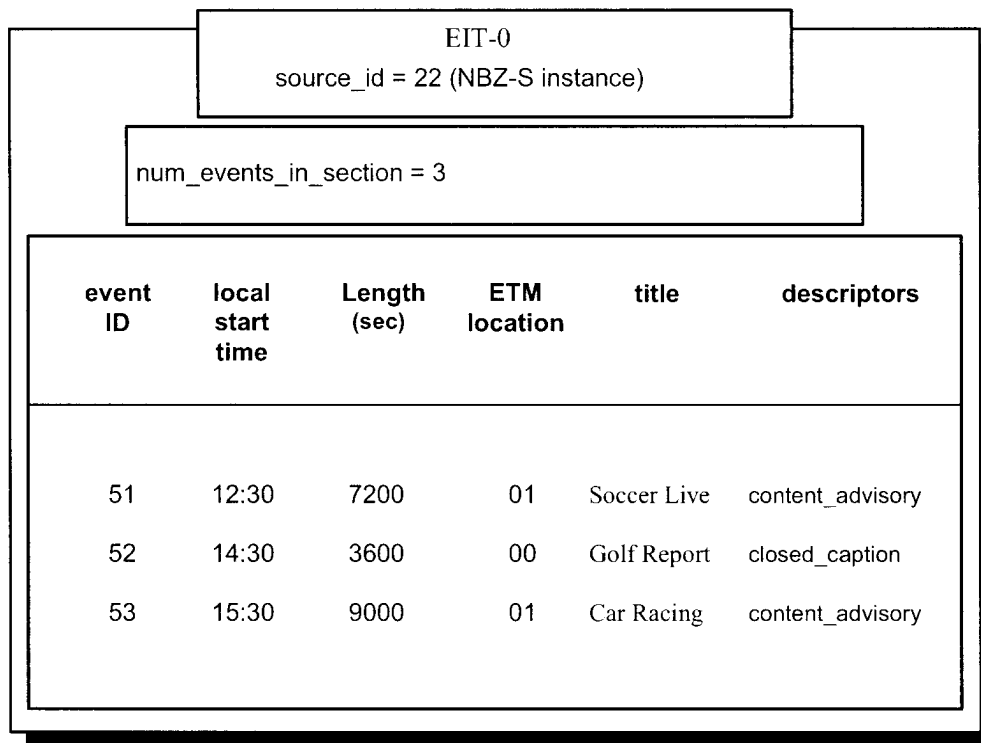 EIT-0
source_id = 22 (NBZ-S instance)
num_events_in_section = 3
event local Length ETM title descriptors
ID start (sec) location
time
51 12:30 7200 01 Soccer Live content_advisory
52 14:30 3600 00 Golf Report closed_caption
53 15:30 9000 01 Car Racing content_advisory